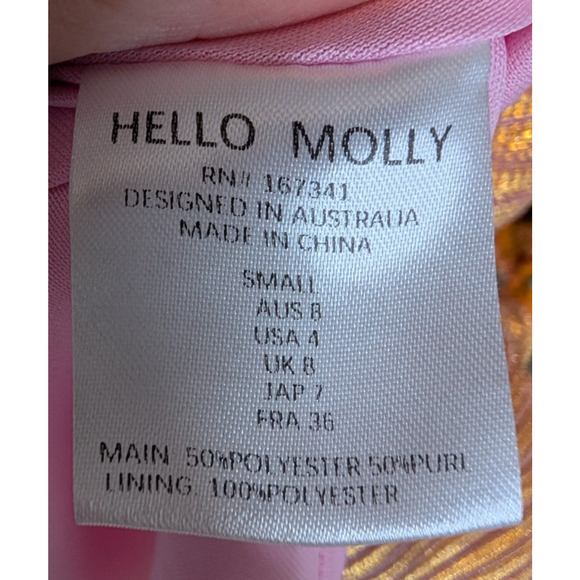 HELLO MOLLY
RN# 167341
DESIGNED IN AUSTRALIA
MADE IN CHINA
SMALL
AUS 8
USA 4
UK 8
JAP 7
FRA 36
MAIN 50%POLYESTER 50%PURL
LINING: 100%POLYESTER